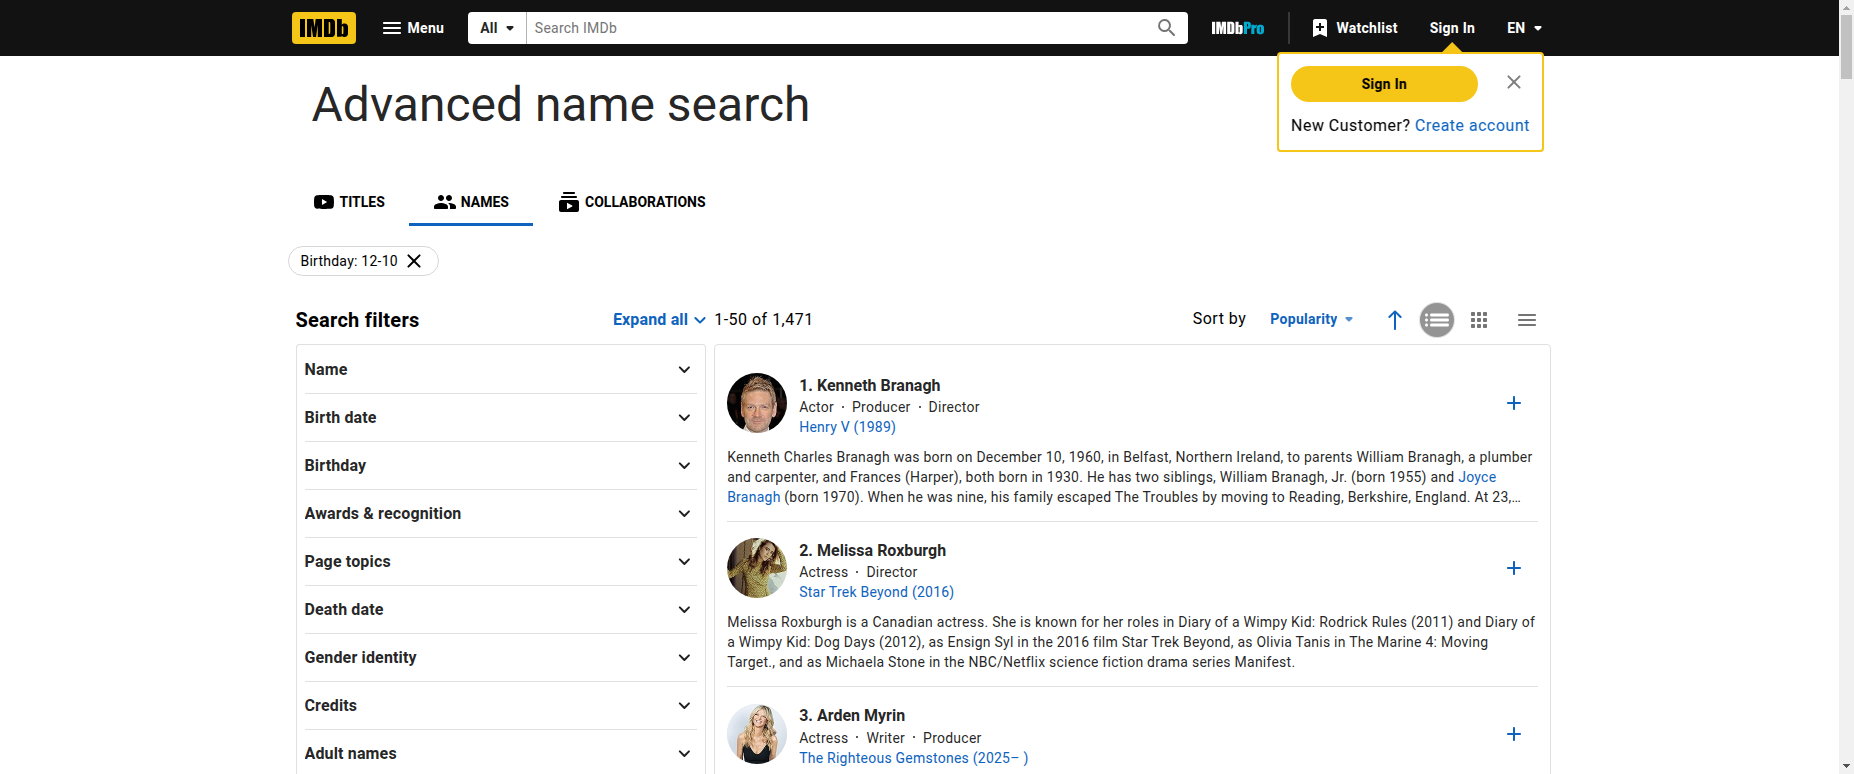 IMDb
Menu
All
Search IMDb
IMDbPro
Watchlist
Sign In
EN
Sign In
New Customer? Create account
Advanced name search
TITLES
NAMES
COLLABORATIONS
Birthday: 12-10
Search filters
Expand all
1-50 of 1,471
Sort by
Popularity
Name
Birth date
Birthday
Awards & recognition
Page topics
Death date
Gender identity
Credits
Adult names
1. Kenneth Branagh
Actor · Producer · Director
Henry V (1989)
Kenneth Charles Branagh was born on December 10, 1960, in Belfast, Northern Ireland, to parents William Branagh, a plumber
and carpenter, and Frances (Harper), both born in 1930. He has two siblings, William Branagh, Jr. (born 1955) and Joyce
Branagh (born 1970). When he was nine, his family escaped The Troubles by moving to Reading, Berkshire, England. At 23,...
2. Melissa Roxburgh
Actress · Director
Star Trek Beyond (2016)
Melissa Roxburgh is a Canadian actress. She is known for her roles in Diary of a Wimpy Kid: Rodrick Rules (2011) and Diary of
a Wimpy Kid: Dog Days (2012), as Ensign Syl in the 2016 film Star Trek Beyond, as Olivia Tanis in The Marine 4: Moving
Target., and as Michaela Stone in the NBC/Netflix science fiction drama series Manifest.
3. Arden Myrin
Actress · Writer · Producer
The Righteous Gemstones (2025– )